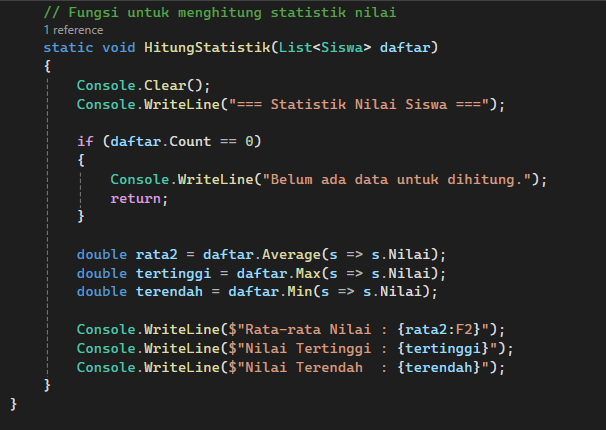 // Fungsi untuk menghitung statistik nilai
1 reference
static void HitungStatistik(List<Siswa> daftar)
{
Console.Clear();
Console.WriteLine("=== Statistik Nilai Siswa ===");
if (daftar.Count == 0)
{
Console.WriteLine("Belum ada data untuk dihitung.");
return;
}
double rata2 = daftar.Average(s => s.Nilai);
double tertinggi = daftar.Max(s => s.Nilai);
double terendah = daftar.Min(s => s.Nilai);
Console.WriteLine($"Rata-rata Nilai : {rata2:F2}");
Console.WriteLine($"Nilai Tertinggi : {tertinggi}");
Console.WriteLine($"Nilai Terendah  : {terendah}");
}
}